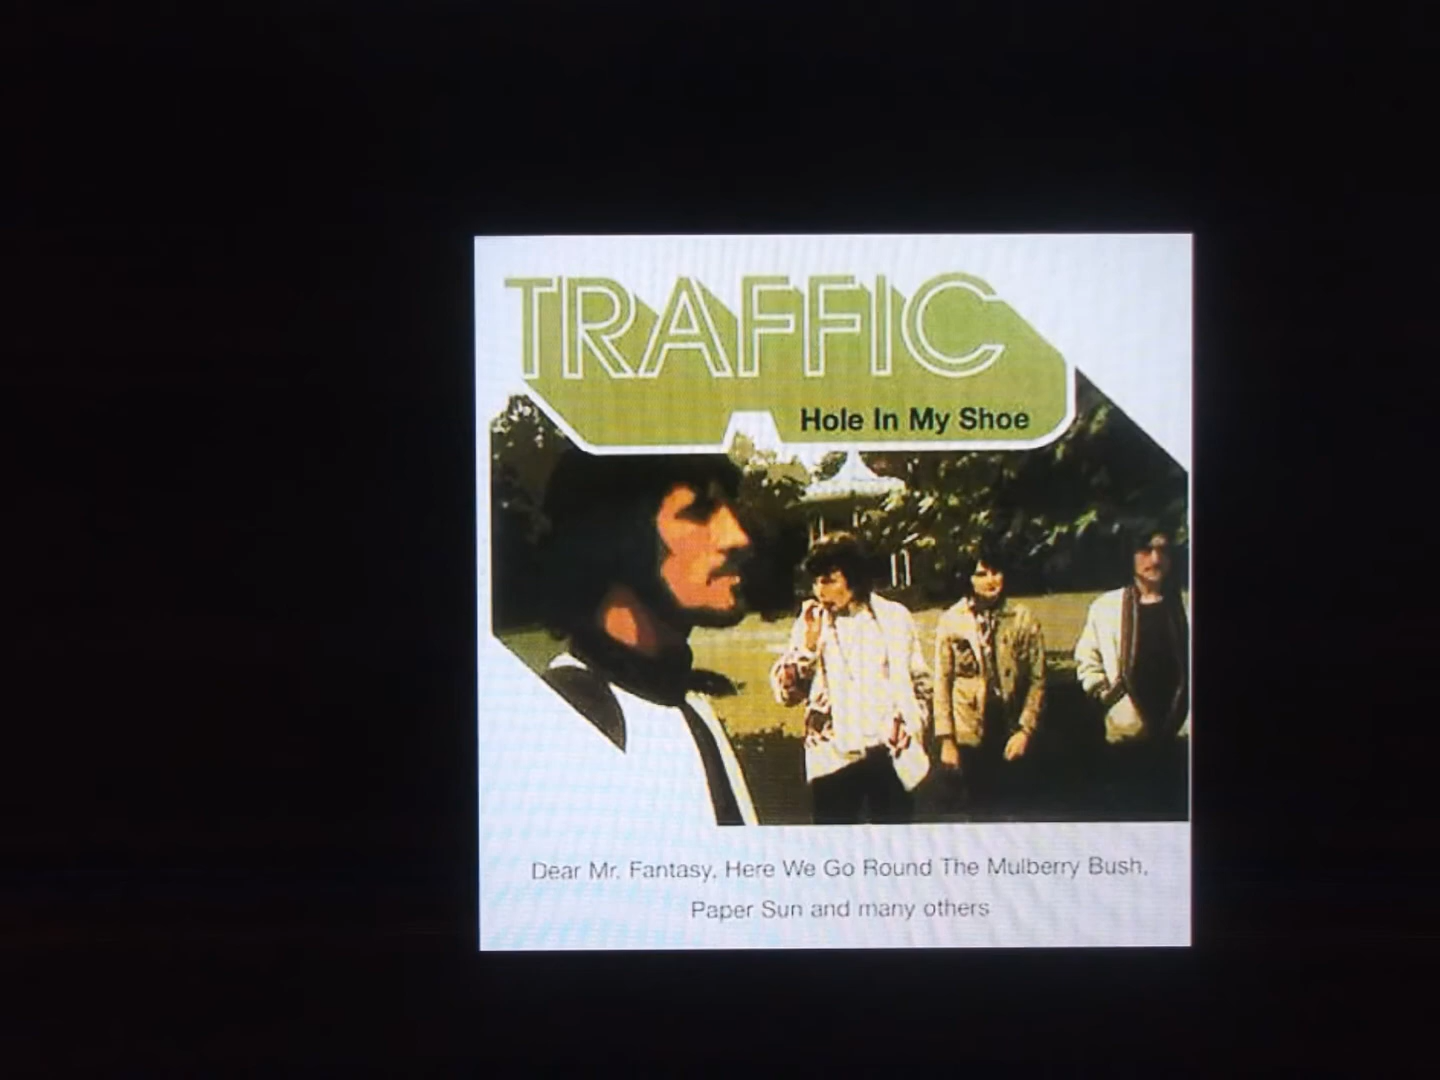 TRAFFIC
Hole In My Shoe
Dear Mr. Fantasy, Here We Go Round The Mulberry Bush,
Paper Sun and many others